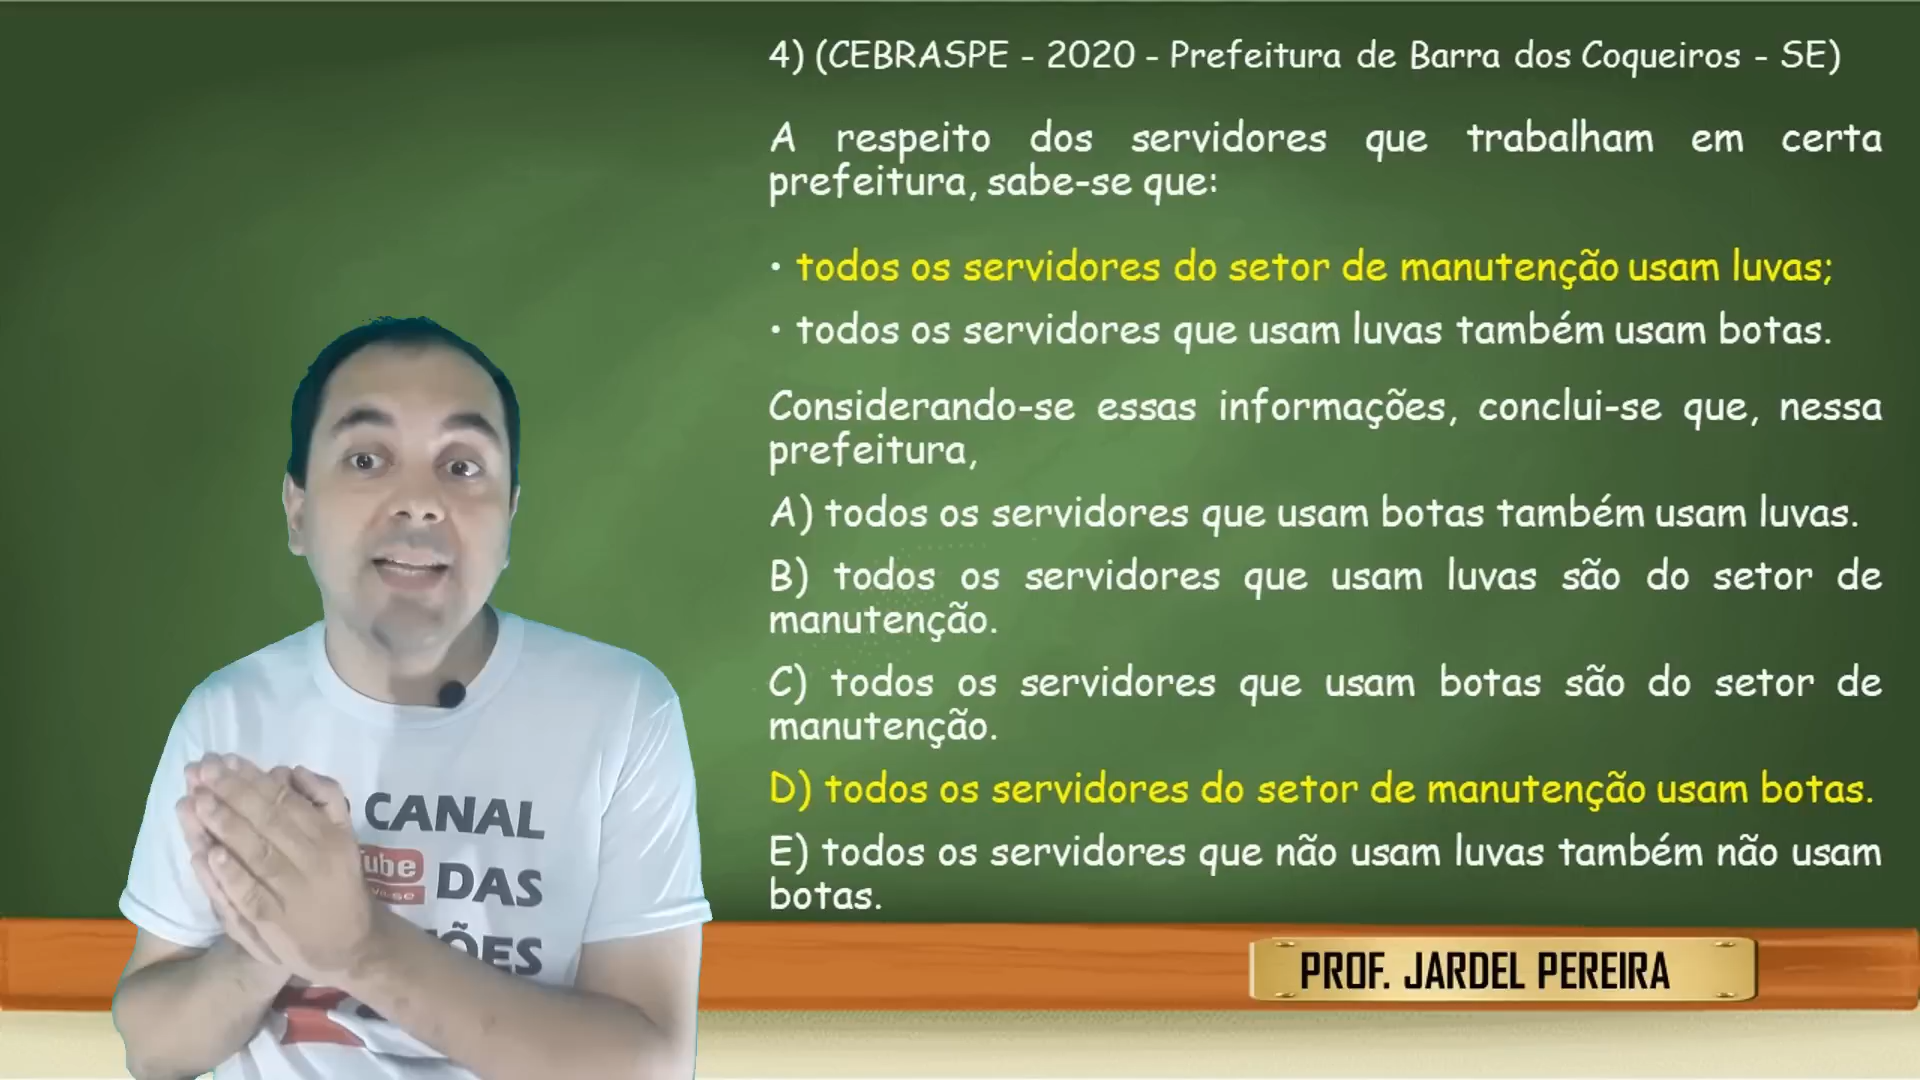 4) (CEBRASPE - 2020 - Prefeitura de Barra dos Coqueiros - SE)
A respeito dos servidores que trabalham em certa
prefeitura, sabe-se que:
• todos os servidores do setor de manutenção usam luvas;
• todos os servidores que usam luvas também usam botas.
Considerando-se essas informações, conclui-se que, nessa
prefeitura,
A) todos os servidores que usam botas também usam luvas.
B) todos os servidores que usam luvas são do setor de
manutenção.
C) todos os servidores que usam botas são do setor de
manutenção.
D) todos os servidores do setor de manutenção usam botas.
E) todos os servidores que não usam luvas também não usam
botas.
CANAL
Tube
DAS
ÕES
PROF. JARDEL PEREIRA